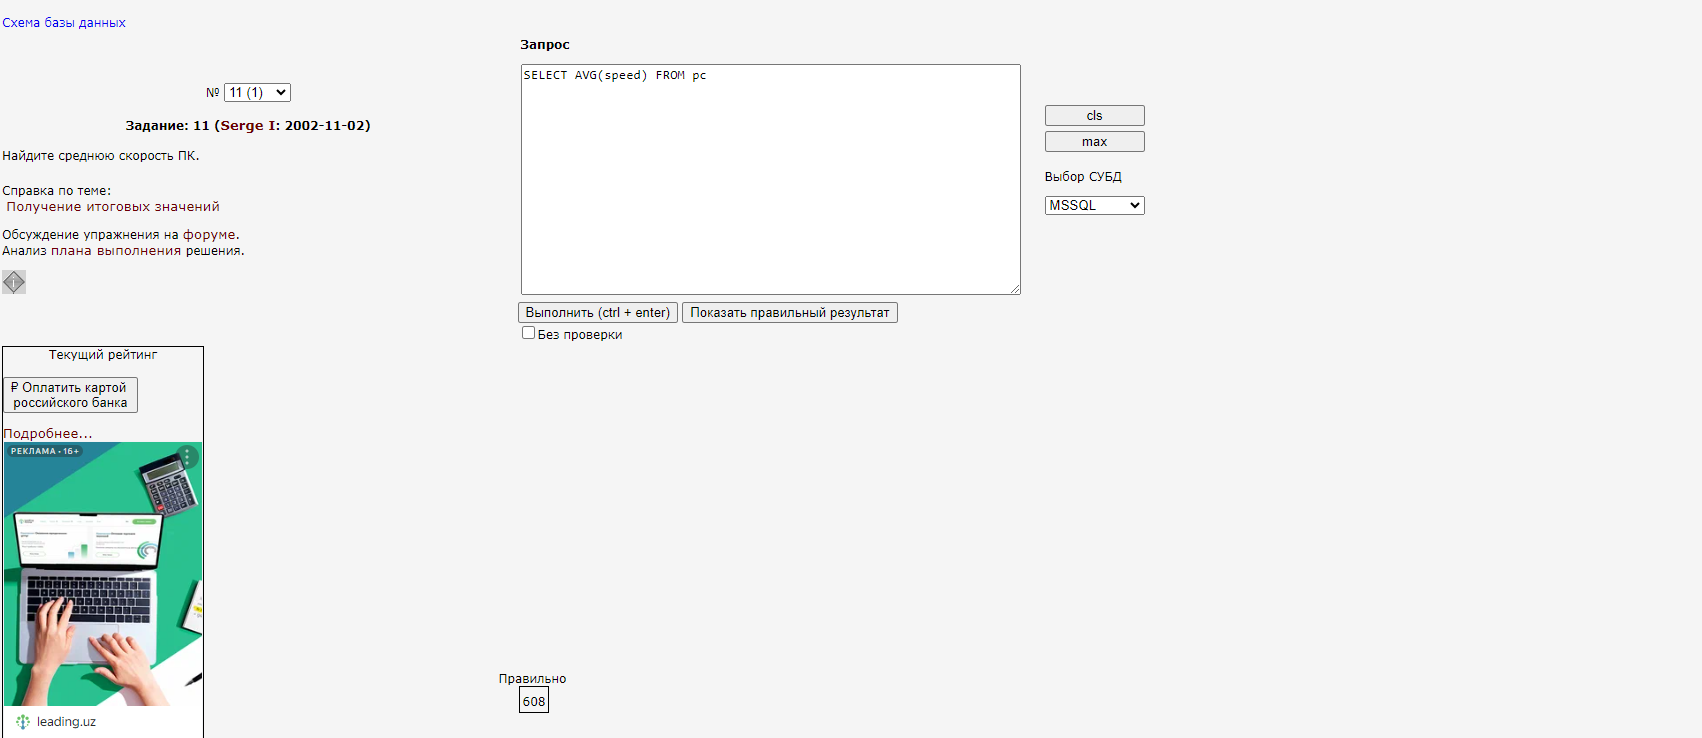 Схема базы данных
№ 11 (1)
Задание: 11 (Serge I: 2002-11-02)
Найдите среднюю скорость ПК.
Справка по теме:
Получение итоговых значений
Обсуждение упражнения на форуме.
Анализ плана выполнения решения.
Запрос
SELECT AVG(speed) FROM pc
cls
max
Выбор СУБД
MSSQL
Выполнить (ctrl + enter) Показать правильный результат
Без проверки
Текущий рейтинг
₽ Оплатить картой
российского банка
Подробнее...
РЕКЛАМА • 16+
leading.uz
Правильно
608